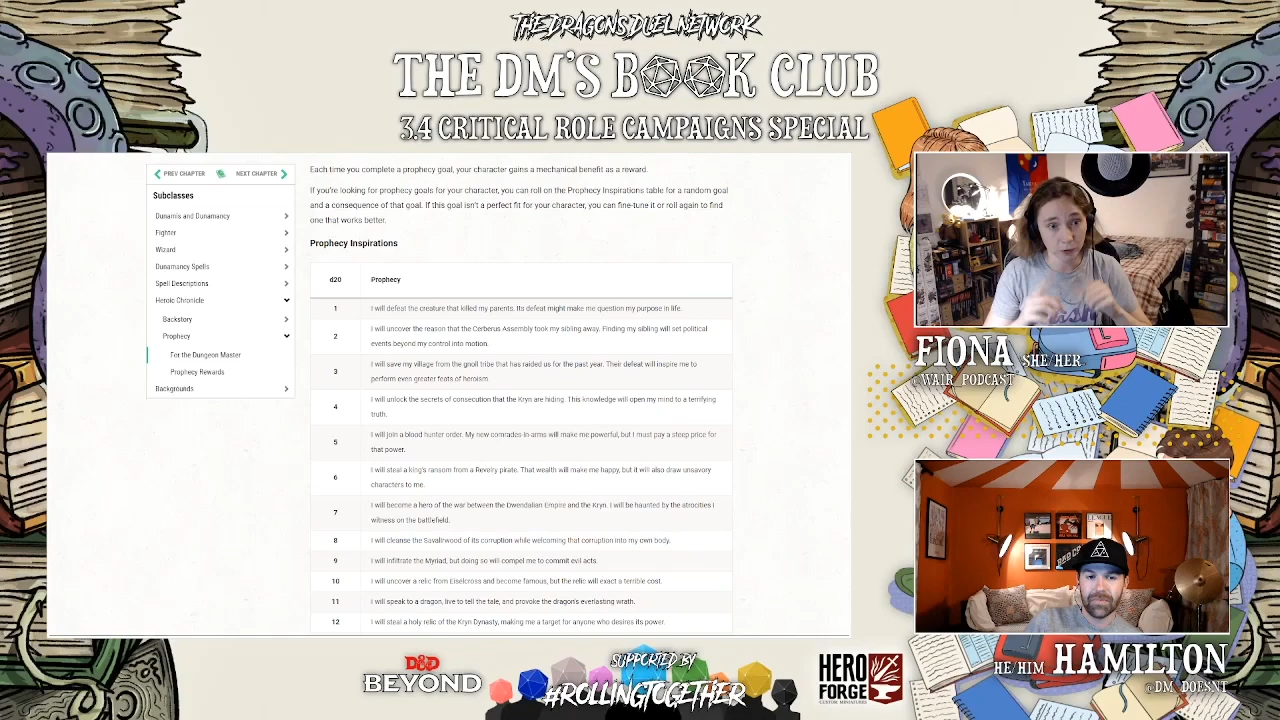 THE DRAGONS DUEL NETWORK
THE DM'S BOOK CLUB
3.4 CRITICAL ROLE CAMPAIGNS SPECIAL
PREV CHAPTER
NEXT CHAPTER
Subclasses
Dunamis and Dunamancy
Fighter
Wizard
Dunamancy Spells
Spell Descriptions
Heroic Chronicle
Backstory
Prophecy
For the Dungeon Master
Prophecy Rewards
Backgrounds
Each time you complete a prophecy goal, your character gains a mechanical benefit as a reward.
If you're looking for prophecy goals for your character, you can roll on the Prophecy Inspirations table for a random goal
and a consequence of that goal. If this goal isn't a perfect fit for your character, you can fine-tune it or roll again to find
one that works better.
Prophecy Inspirations
d20 Prophecy
1 I will defeat the creature that killed my parents. Its defeat might make me question my purpose in life.
2 I will uncover the reason that the Cerberus Assembly took my sibling away. Finding my sibling will set political
events beyond my control into motion.
3 I will save my village from the gnoll tribe that has raided us for the past year. Their defeat will inspire me to
perform even greater feats of heroism.
4 I will unlock the secrets of consecution that the Kryn are hiding. This knowledge will open my mind to a terrifying
truth.
5 I will join a blood hunter order. My new comrades-in-arms will make me powerful, but I must pay a steep price for
that power.
6 I will steal a king's ransom from a Revelry pirate. That wealth will make me happy, but it will also draw unsavory
characters to me.
7 I will become a hero of the war between the Dwendalian Empire and the Kryn. I will be haunted by the atrocities I
witness on the battlefield.
8 I will cleanse the Savalirwood of its corruption while welcoming that corruption into my own body.
9 I will infiltrate the Myriad, but doing so will compel me to commit evil acts.
10 I will uncover a relic from Eiselcross and become famous, but the relic will exact a terrible cost.
11 I will speak to a dragon, live to tell the tale, and provoke the dragon's everlasting wrath.
12 I will steal a holy relic of the Kryn Dynasty, making me a target for anyone who desires its power.
FIONA SHE/HER
@WAIR_PODCAST
HE/HIM HAMILTON
@DM_DOESNT
D&D
BEYOND
SUPPORTED BY
#ROLLINGTOGETHER
HERO
FORGE
CUSTOM MINIATURES